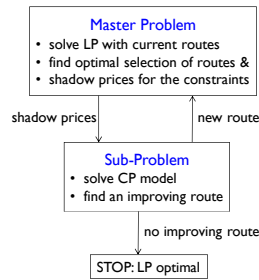 Master Problem
• solve LP with current routes
• find optimal selection of routes &
• shadow prices for the constraints
shadow prices
new route
Sub-Problem
• solve CP model
• find an improving route
no improving route
STOP: LP optimal